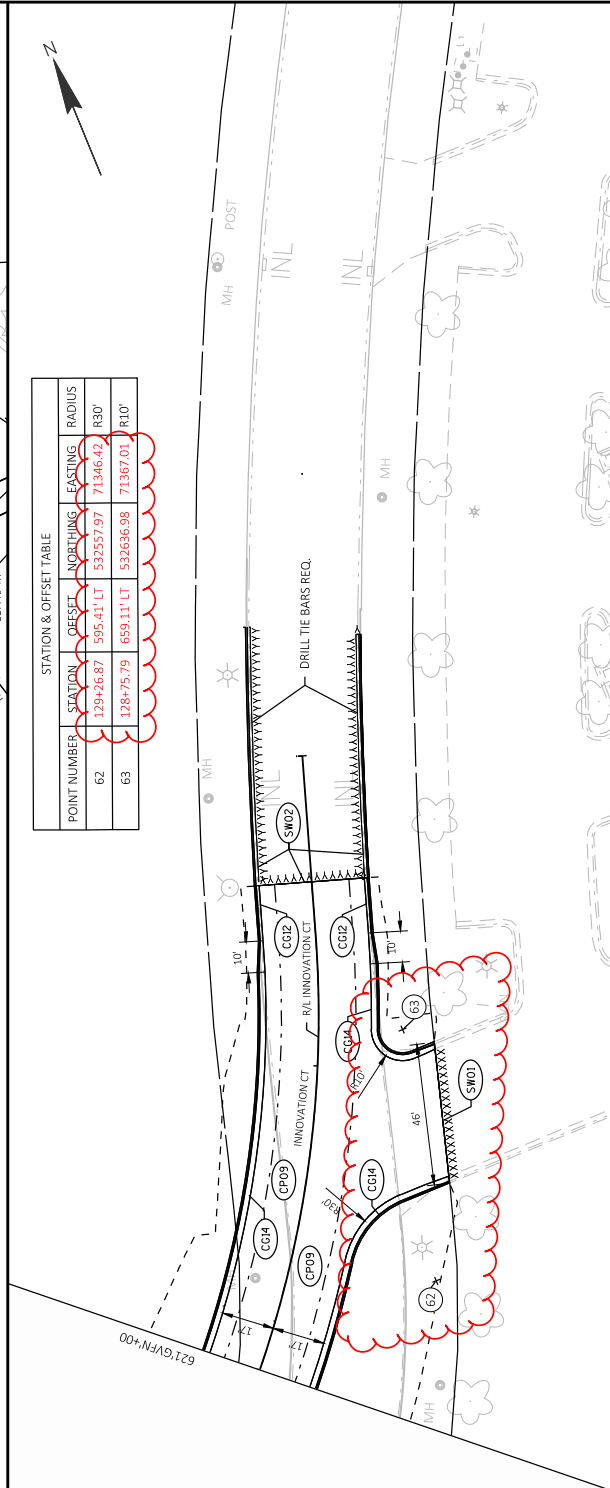 N
STATION & OFFSET TABLE
POINT NUMBER STATION OFFSET NORTHING EASTING RADIUS
62 129+26.87 595.41' LT 532557.97 71346.42 R30'
63 128+75.79 659.11' LT 532636.98 71367.01 R10'
POST
MH
INL
INL
MH
DRILL TIE BARS REQ.
MH
INL
INL
SW02
CG12
CG12
10'
10'
R/L INNOVATION CT
INNOVATION CT
CG14
63
R10'
SW01
46'
CP09
CG14
R30'
CG14
CP09
62
17'
17'
MH